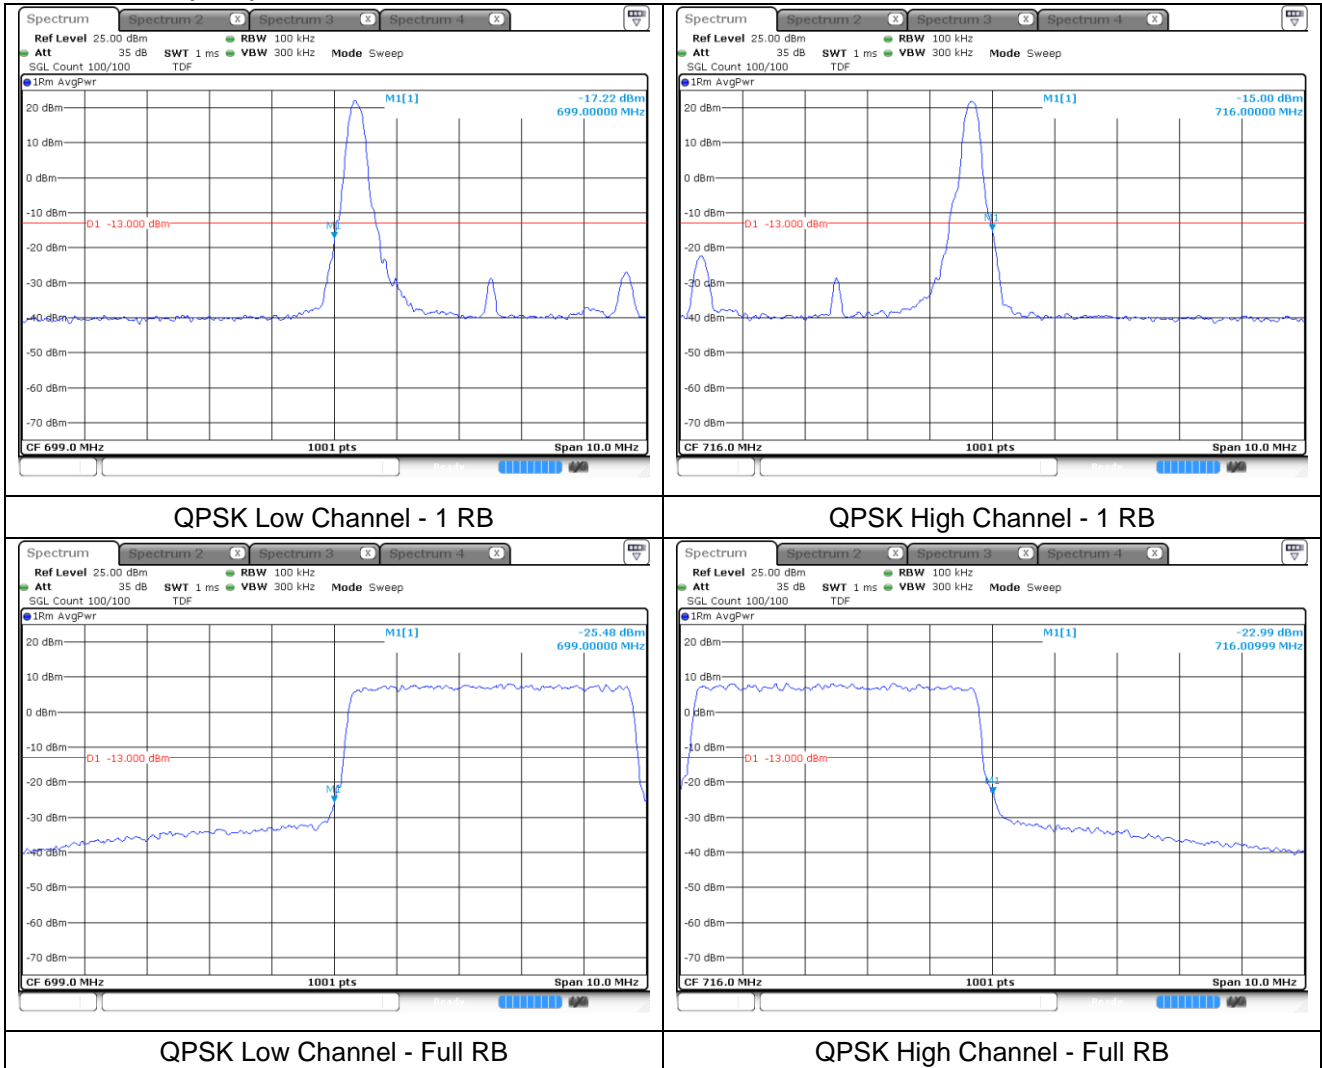 Spectrum Spectrum 2 X Spectrum 3 X Spectrum 4 X
Ref Level 25.00 dBm RBW 100 kHz
Att 35 dB SWT 1 ms VBW 300 kHz Mode Sweep
SGL Count 100/100 TDF
1Rm AvgPwr
M1[1] -17.22 dBm
699.00000 MHz
20 dBm
10 dBm
0 dBm
-10 dBm
D1 -13.000 dBm
M1
-20 dBm
-30 dBm
-40 dBm
-50 dBm
-60 dBm
-70 dBm
CF 699.0 MHz 1001 pts Span 10.0 MHz
QPSK Low Channel - 1 RB
Spectrum Spectrum 2 X Spectrum 3 X Spectrum 4 X
Ref Level 25.00 dBm RBW 100 kHz
Att 35 dB SWT 1 ms VBW 300 kHz Mode Sweep
SGL Count 100/100 TDF
1Rm AvgPwr
M1[1] -15.00 dBm
716.00000 MHz
20 dBm
10 dBm
0 dBm
-10 dBm
D1 -13.000 dBm
M1
-20 dBm
-30 dBm
-40 dBm
-50 dBm
-60 dBm
-70 dBm
CF 716.0 MHz 1001 pts Span 10.0 MHz
QPSK High Channel - 1 RB
Spectrum Spectrum 2 X Spectrum 3 X Spectrum 4 X
Ref Level 25.00 dBm RBW 100 kHz
Att 35 dB SWT 1 ms VBW 300 kHz Mode Sweep
SGL Count 100/100 TDF
1Rm AvgPwr
M1[1] -25.48 dBm
699.00000 MHz
20 dBm
10 dBm
0 dBm
-10 dBm
D1 -13.000 dBm
-20 dBm
M1
-30 dBm
-40 dBm
-50 dBm
-60 dBm
-70 dBm
CF 699.0 MHz 1001 pts Span 10.0 MHz
QPSK Low Channel - Full RB
Spectrum Spectrum 2 X Spectrum 3 X Spectrum 4 X
Ref Level 25.00 dBm RBW 100 kHz
Att 35 dB SWT 1 ms VBW 300 kHz Mode Sweep
SGL Count 100/100 TDF
1Rm AvgPwr
M1[1] -22.99 dBm
716.00999 MHz
20 dBm
10 dBm
0 dBm
-10 dBm
D1 -13.000 dBm
-20 dBm
M1
-30 dBm
-40 dBm
-50 dBm
-60 dBm
-70 dBm
CF 716.0 MHz 1001 pts Span 10.0 MHz
QPSK High Channel - Full RB